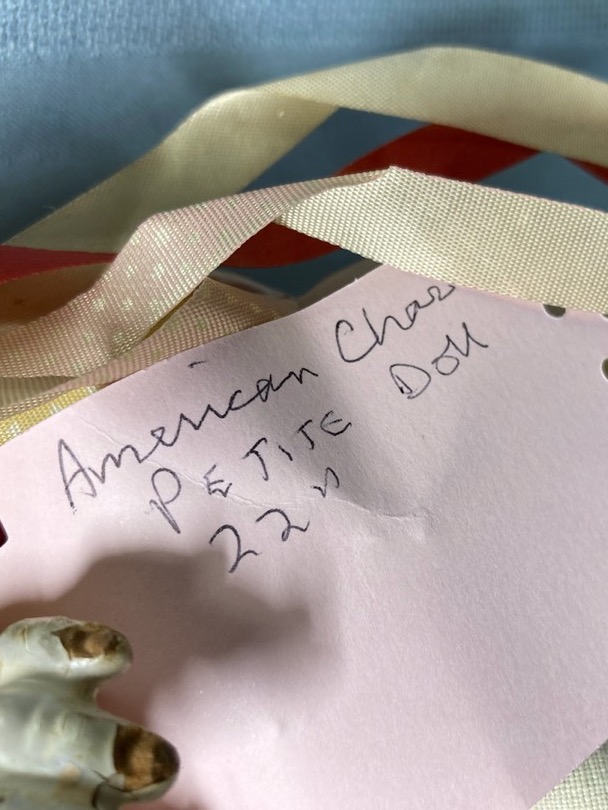 American Char
PETITE Doll
22"